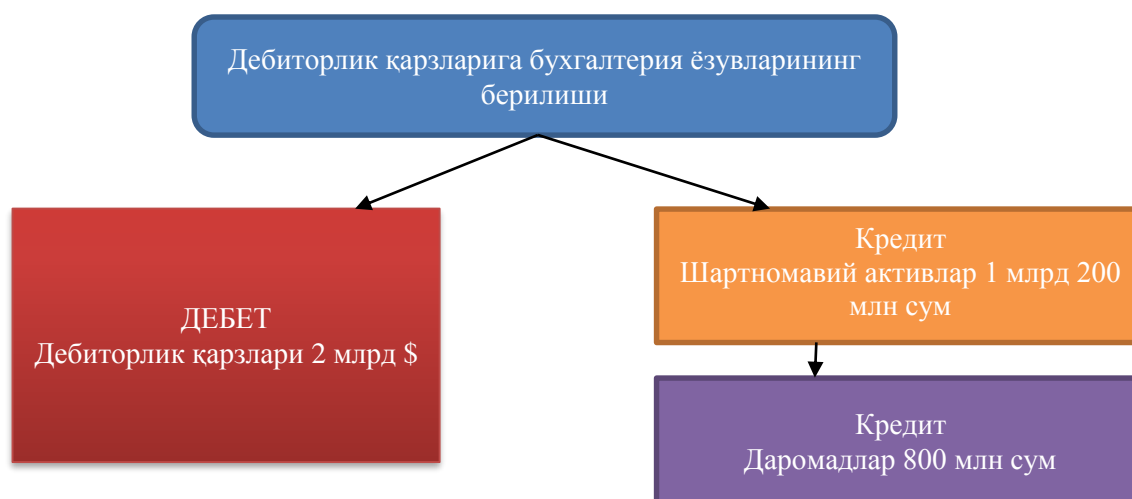 Дебиторлик қарзларига бухгалтерия ёзувларининг
берилиши
ДЕБЕТ
Дебиторлик қарзлари 2 млрд $
Кредит
Шартномавий активлар 1 млрд 200
млн сум
Кредит
Даромадлар 800 млн сум